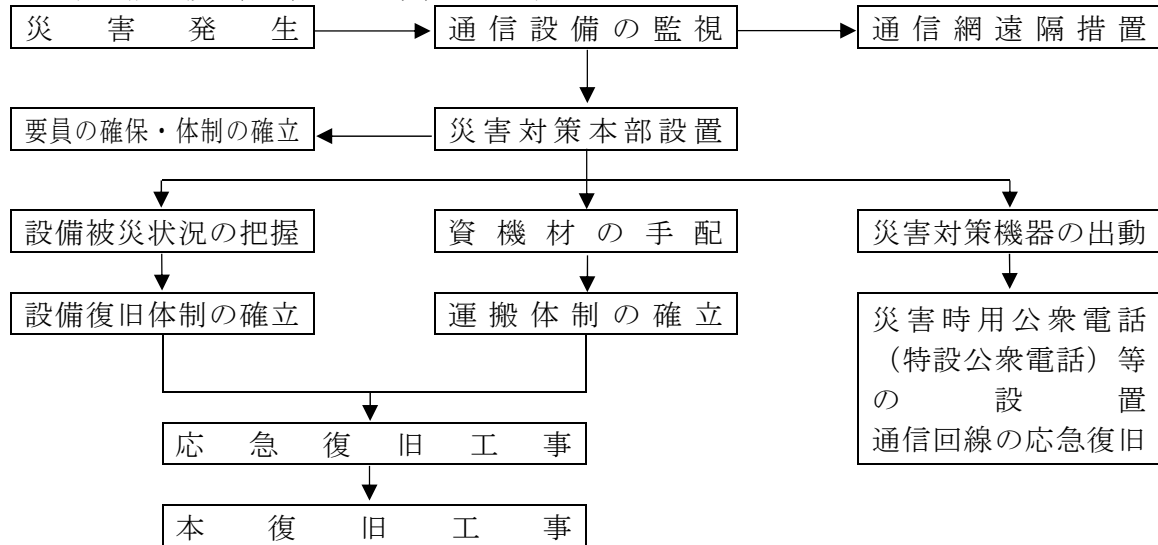 災害発生
通信設備の監視
通信網遠隔措置
要員の確保・体制の確立
災害対策本部設置
設備被災状況の把握
資機材の手配
災害対策機器の出動
設備復旧体制の確立
運搬体制の確立
災害時用公衆電話
（特設公衆電話）等
の設置
通信回線の応急復旧
応急復旧工事
本復旧工事